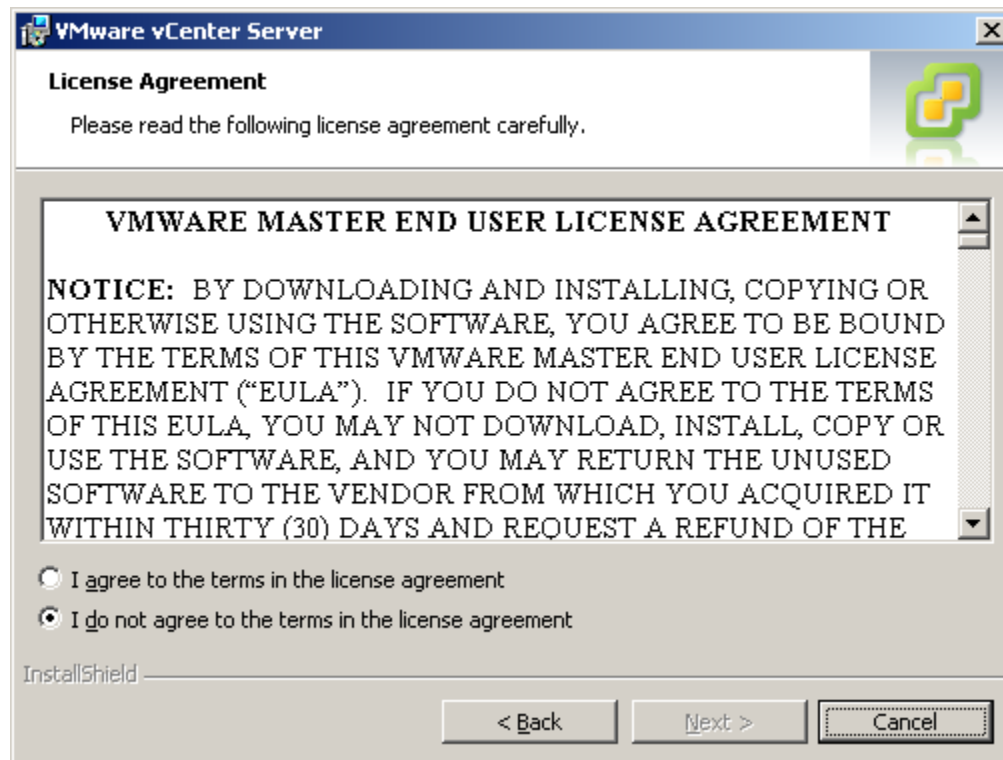 VMware vCenter Server
License Agreement
Please read the following license agreement carefully.
VMWARE MASTER END USER LICENSE AGREEMENT
NOTICE: BY DOWNLOADING AND INSTALLING, COPYING OR
OTHERWISE USING THE SOFTWARE, YOU AGREE TO BE BOUND
BY THE TERMS OF THIS VMWARE MASTER END USER LICENSE
AGREEMENT (“EULA”). IF YOU DO NOT AGREE TO THE TERMS
OF THIS EULA, YOU MAY NOT DOWNLOAD, INSTALL, COPY OR
USE THE SOFTWARE, AND YOU MAY RETURN THE UNUSED
SOFTWARE TO THE VENDOR FROM WHICH YOU ACQUIRED IT
WITHIN THIRTY (30) DAYS AND REQUEST A REFUND OF THE
I agree to the terms in the license agreement
I do not agree to the terms in the license agreement
InstallShield
< Back Next > Cancel